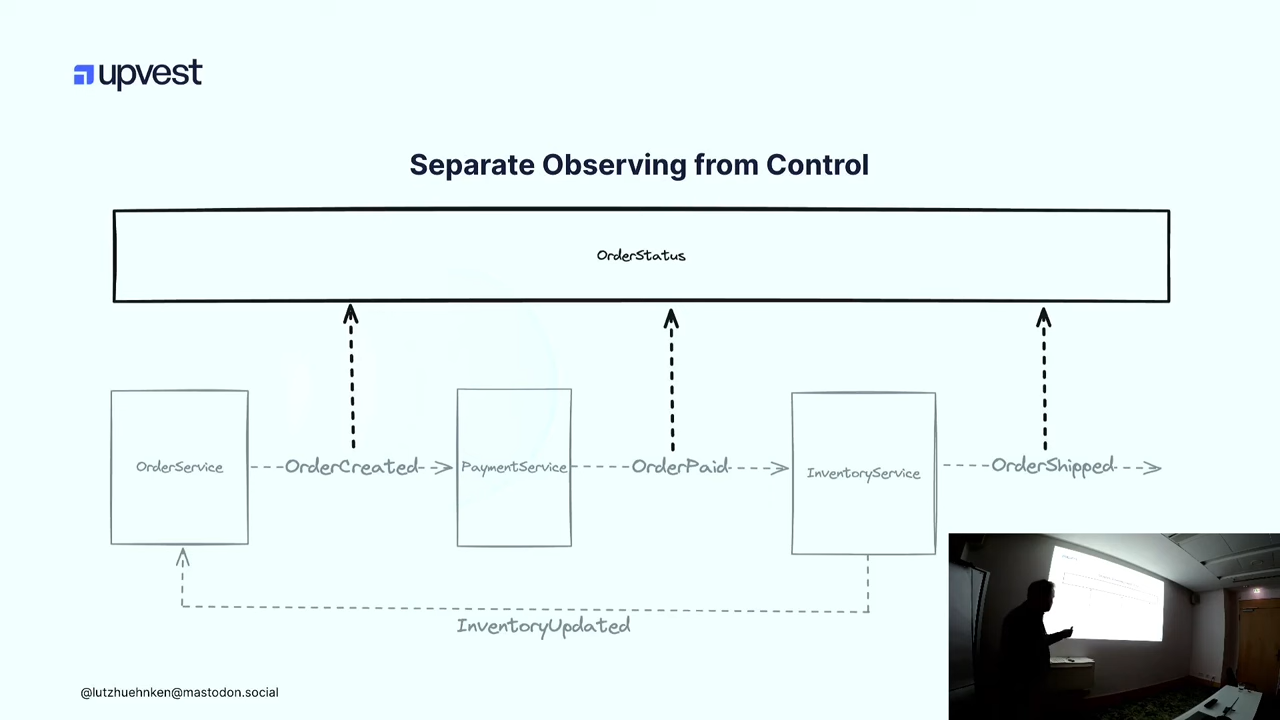 upvest
Separate Observing from Control
OrderStatus
OrderService
OrderCreated
PaymentService
OrderPaid
InventoryService
OrderShipped
InventoryUpdated
@lutzhuehnken@mastodon.social